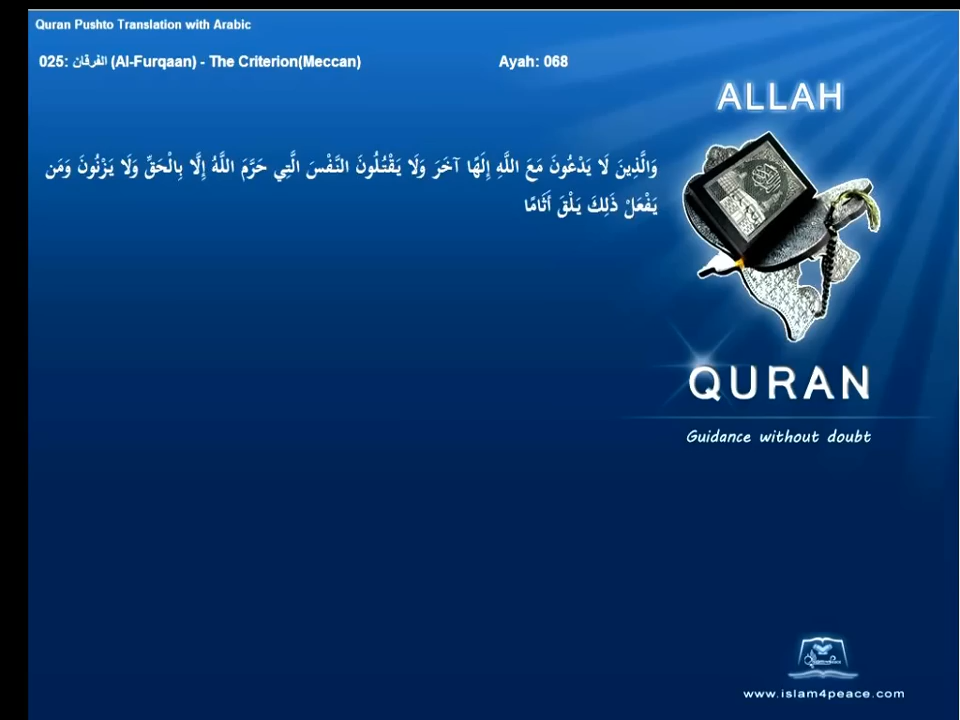 Quran Pushto Translation with Arabic
025: الفرقان (Al-Furqaan) - The Criterion(Meccan) Ayah: 068
ALLAH
وَالَّذِينَ لَا يَدْعُونَ مَعَ اللَّهِ إِلَهًا آخَرَ وَلَا يَقْتُلُونَ النَّفْسَ الَّتِي حَرَّمَ اللَّهُ إِلَّا بِالْحَقِّ وَلَا يَزْنُونَ وَمَن
يَفْعَلْ ذَلِكَ يَلْقَ أَثَامًا
QURAN
Guidance without doubt
www.islam4peace.com